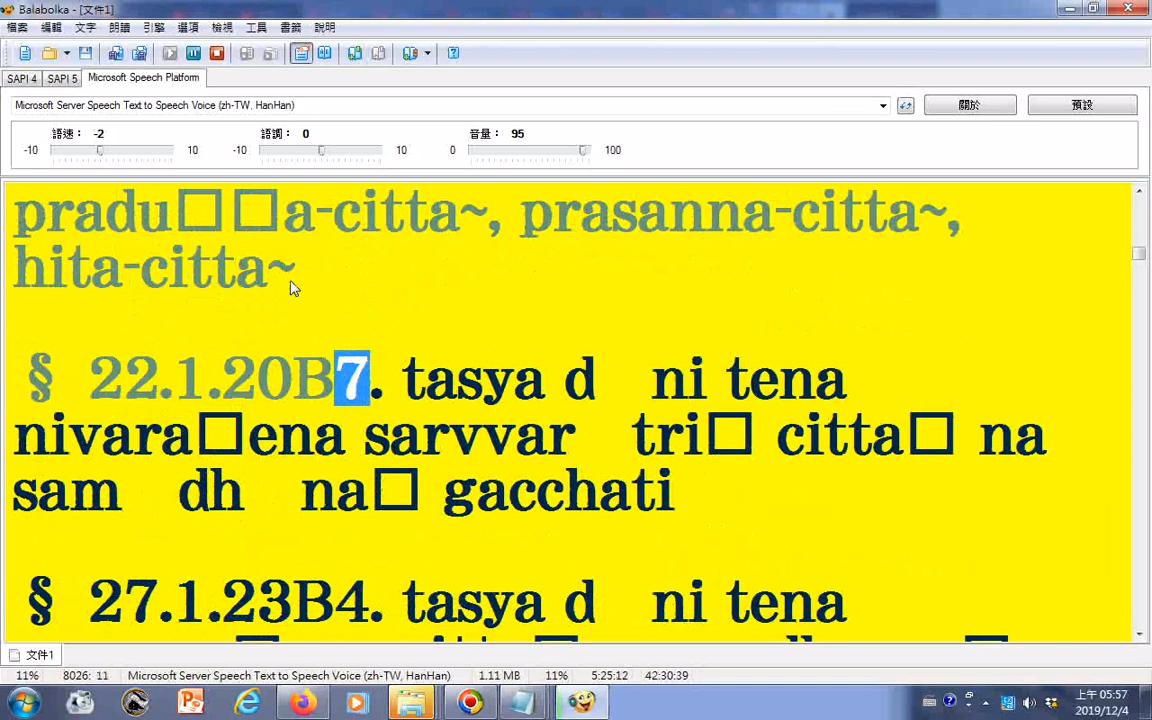 Balabolka - [文件1]
檔案 編輯 文字 朗讀 引擎 選項 檢視 工具 書籤 說明
SAPI 4 SAPI 5 Microsoft Speech Platform
Microsoft Server Speech Text to Speech Voice (zh-TW, HanHan) 關於 預設
語速: -2 語調: 0 音量: 95
-10 10 -10 10 0 100
pradu□□a-citta~, prasanna-citta~,
hita-citta~
§ 22.1.20B7. tasya d ni tena
nivara□ena sarvvar tri□ citta□ na
sam dh na□ gacchati
§ 27.1.23B4. tasya d ni tena
文件1
11% 8026: 11 Microsoft Server Speech Text to Speech Voice (zh-TW, HanHan) 1.11 MB 11% 5:25:12 42:30:39
上午 05:57
2019/12/4